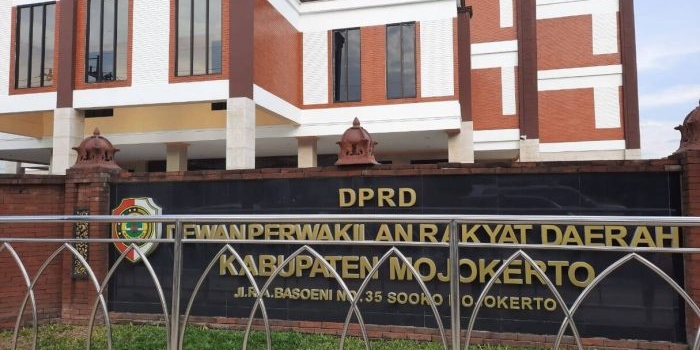 DPRD
DEWAN PERWAKILAN RAKYAT DAERAH
KABUPATEN MOJOKERTO
JL.R.A.BASOENI NO. 35 SOOKO MOJOKERTO